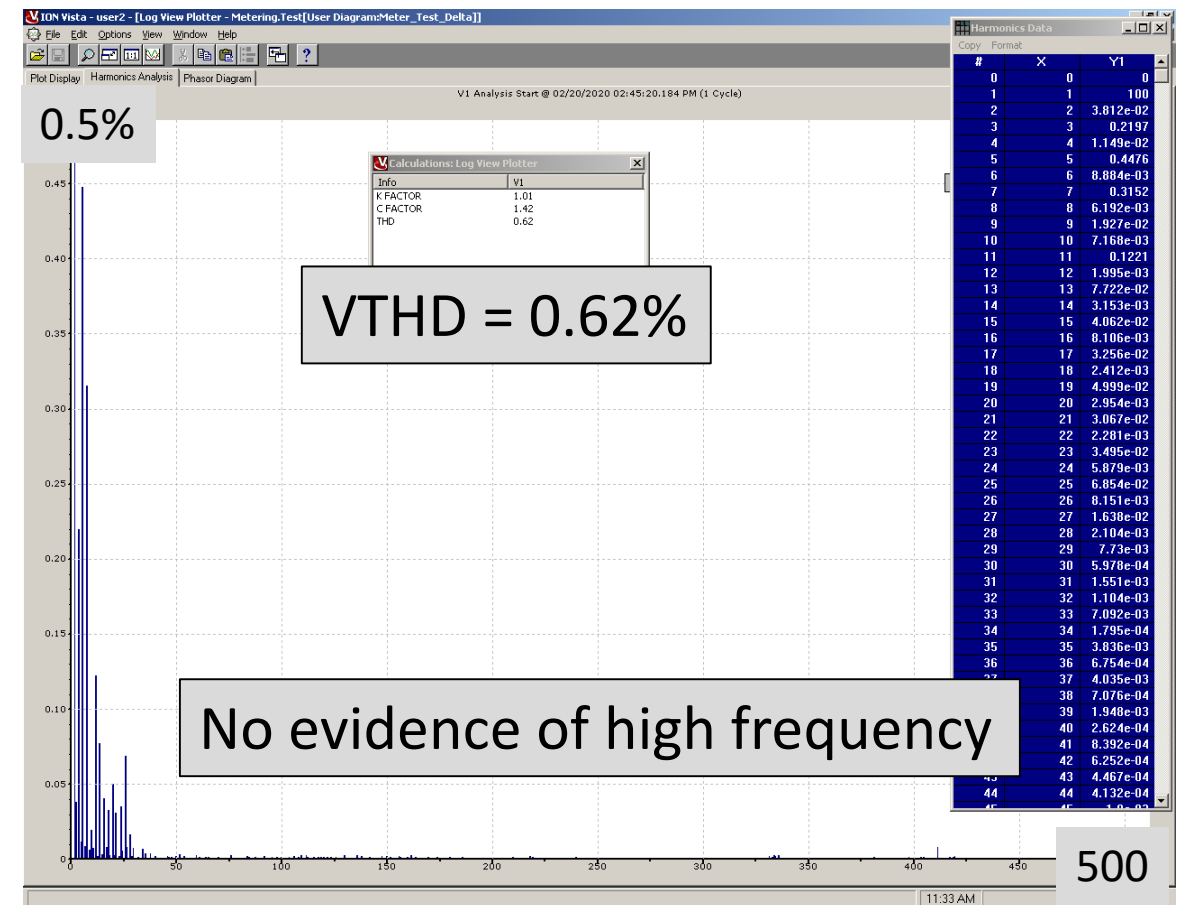 ION Vista - user2 - [Log View Plotter - Metering.Test[User Diagram:Meter_Test_Delta]]
File Edit Options View Window Help
1:1
?
Plot Display Harmonics Analysis Phasor Diagram
V1 Analysis Start @ 02/20/2020 02:45:20.184 PM (1 Cycle)
0.5%
0.45
0.40
0.35
0.30
0.25
0.20
0.15
0.10
0.05
0
0 50 100 150 200 250 300 350 400 450
500
Calculations: Log View Plotter
Info V1
K FACTOR 1.01
C FACTOR 1.42
THD 0.62
VTHD = 0.62%
No evidence of high frequency
Harmonics Data
Copy Format
# X Y1
0 0 0
1 1 100
2 2 3.812e-02
3 3 0.2197
4 4 1.149e-02
5 5 0.4476
6 6 8.884e-03
7 7 0.3152
8 8 6.192e-03
9 9 1.927e-02
10 10 7.168e-03
11 11 0.1221
12 12 1.995e-03
13 13 7.722e-02
14 14 3.153e-03
15 15 4.062e-02
16 16 8.106e-03
17 17 3.256e-02
18 18 2.412e-03
19 19 4.999e-02
20 20 2.954e-03
21 21 3.067e-02
22 22 2.281e-03
23 23 3.495e-02
24 24 5.879e-03
25 25 6.854e-02
26 26 8.151e-03
27 27 1.638e-02
28 28 2.104e-03
29 29 7.73e-03
30 30 5.978e-04
31 31 1.551e-03
32 32 1.104e-03
33 33 7.092e-03
34 34 1.795e-04
35 35 3.836e-03
36 36 6.754e-04
37 37 4.035e-03
38 7.076e-04
39 1.948e-03
40 2.624e-04
41 8.392e-04
42 6.252e-04
43 43 4.467e-04
44 44 4.132e-04
11:33 AM